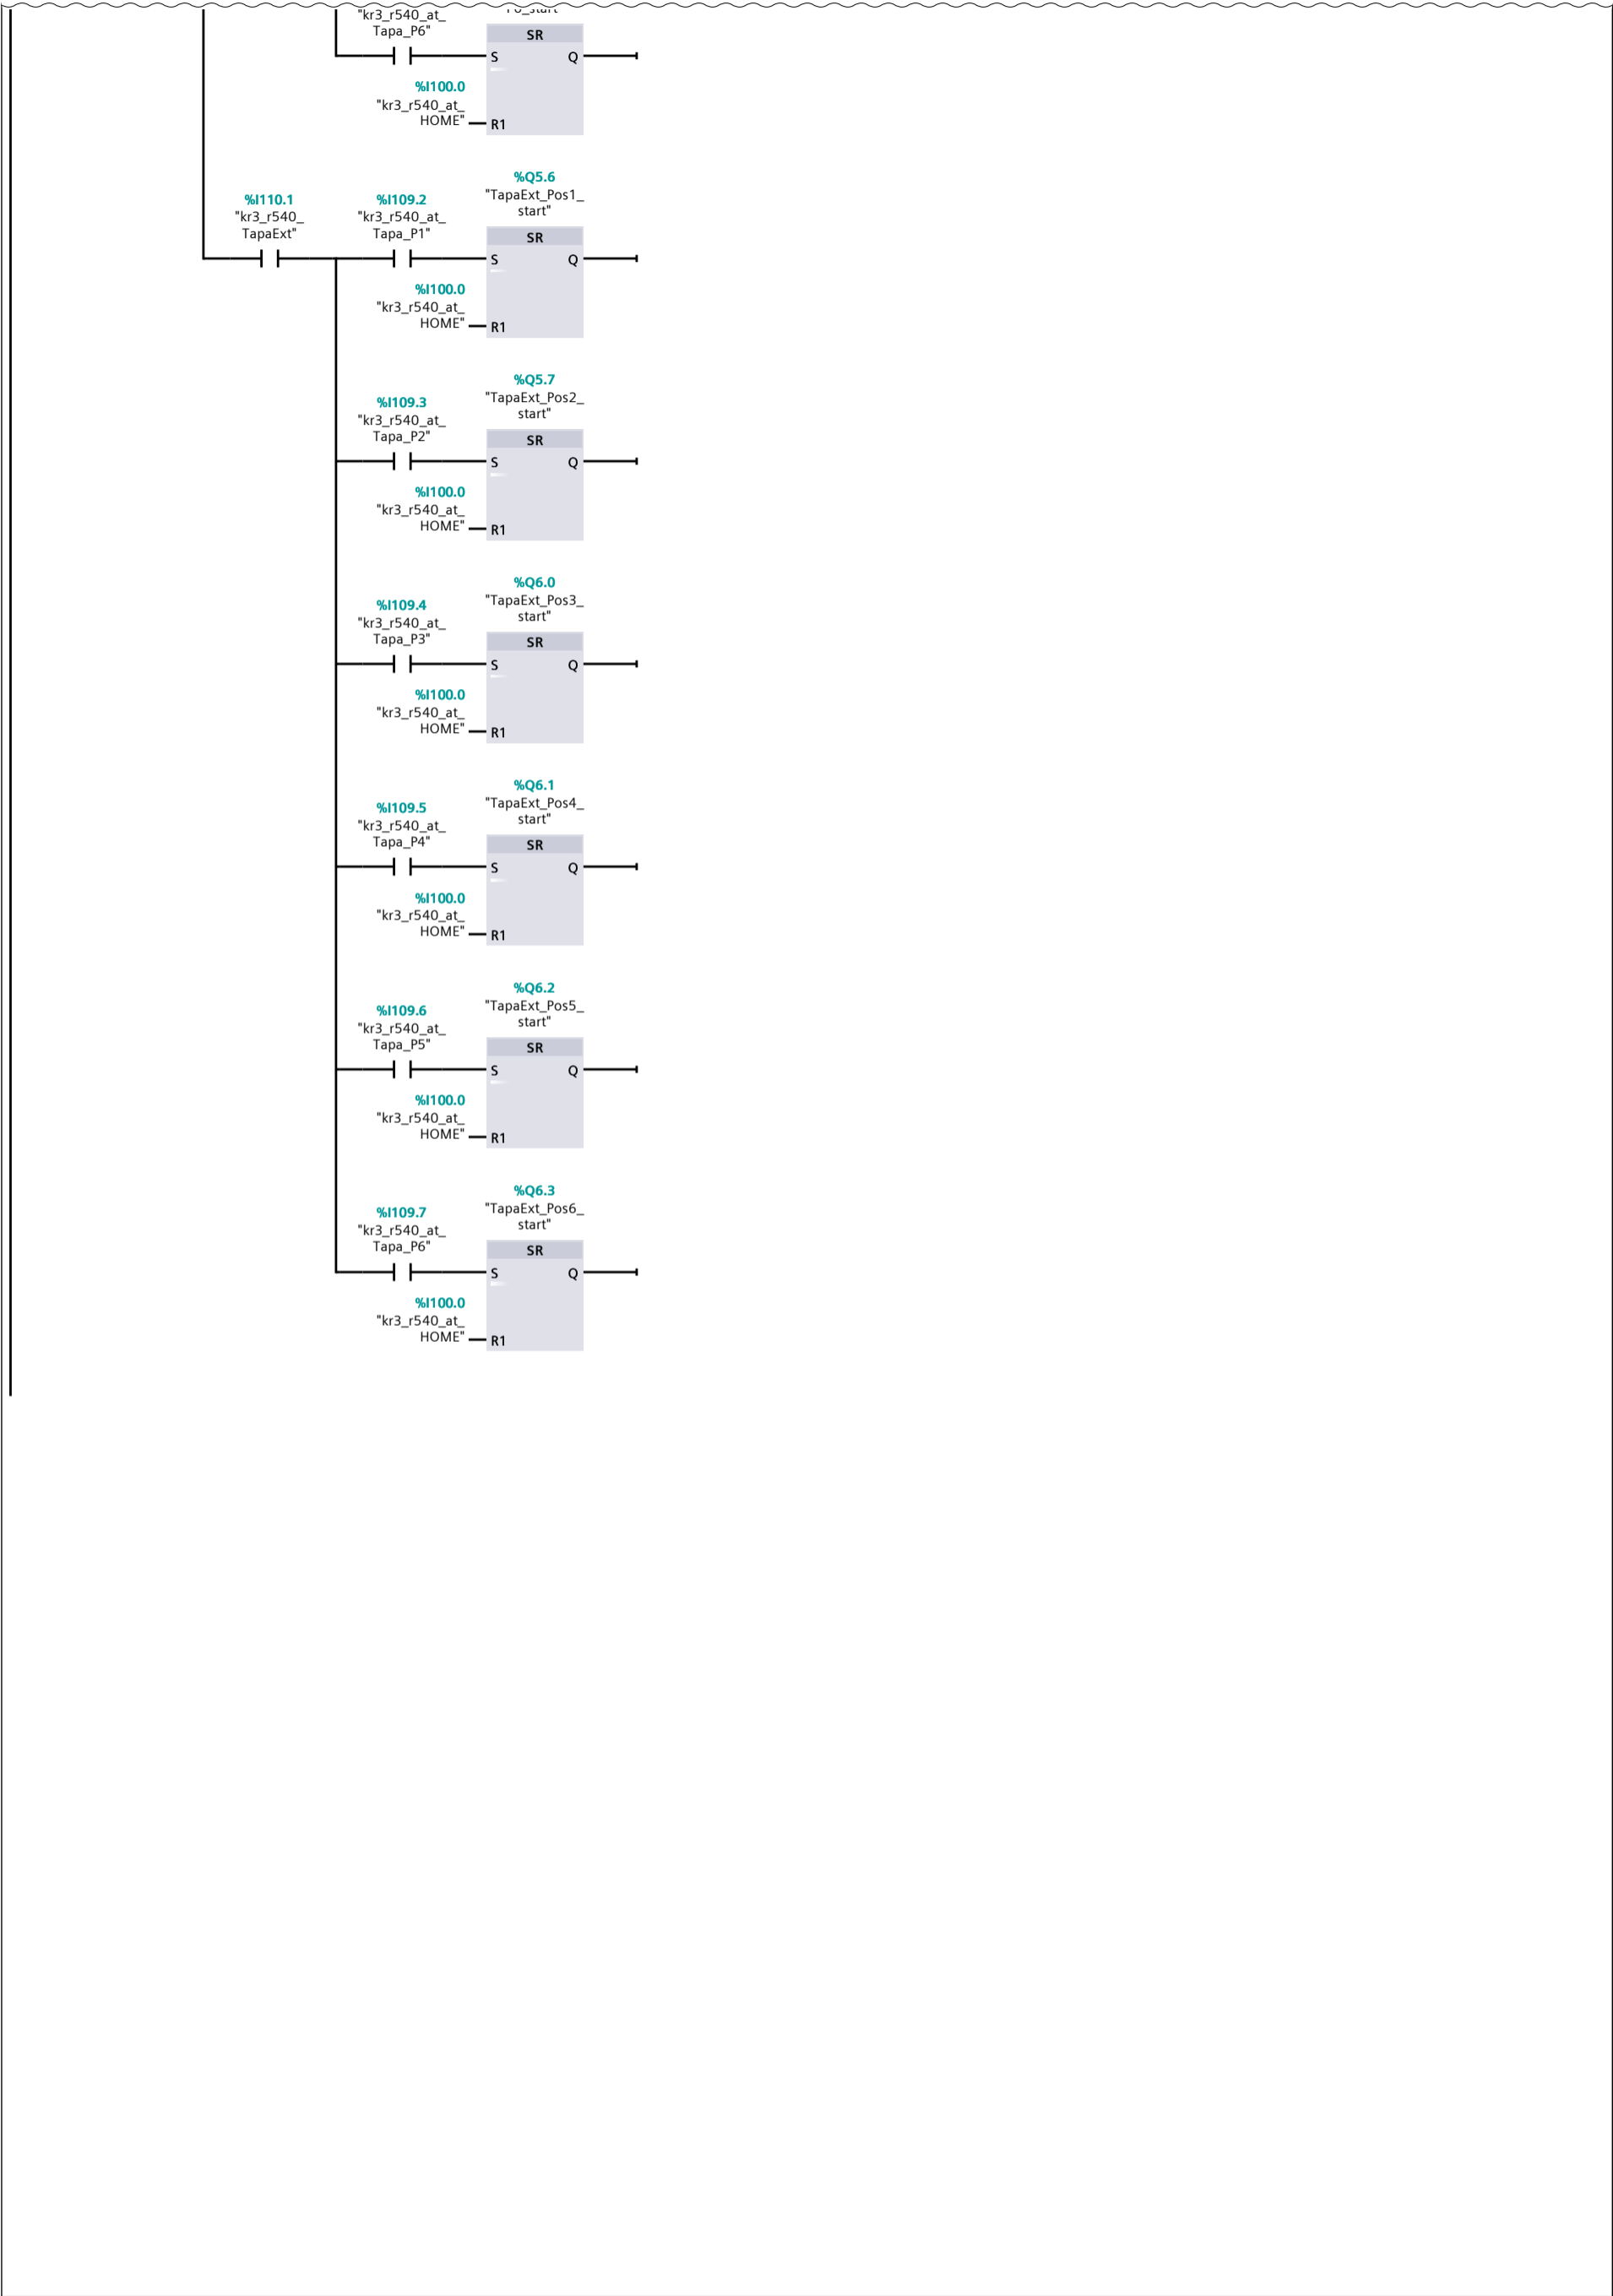 "kr3_r540_at_
Tapa_P6"
SR
S Q
%I100.0
"kr3_r540_at_
HOME"
R1
%Q5.6
"TapaExt_Pos1_
start"
%I110.1
"kr3_r540_
TapaExt"
%I109.2
"kr3_r540_at_
Tapa_P1"
SR
S Q
%I100.0
"kr3_r540_at_
HOME"
R1
%Q5.7
"TapaExt_Pos2_
start"
%I109.3
"kr3_r540_at_
Tapa_P2"
SR
S Q
%I100.0
"kr3_r540_at_
HOME"
R1
%Q6.0
"TapaExt_Pos3_
start"
%I109.4
"kr3_r540_at_
Tapa_P3"
SR
S Q
%I100.0
"kr3_r540_at_
HOME"
R1
%Q6.1
"TapaExt_Pos4_
start"
%I109.5
"kr3_r540_at_
Tapa_P4"
SR
S Q
%I100.0
"kr3_r540_at_
HOME"
R1
%Q6.2
"TapaExt_Pos5_
start"
%I109.6
"kr3_r540_at_
Tapa_P5"
SR
S Q
%I100.0
"kr3_r540_at_
HOME"
R1
%Q6.3
"TapaExt_Pos6_
start"
%I109.7
"kr3_r540_at_
Tapa_P6"
SR
S Q
%I100.0
"kr3_r540_at_
HOME"
R1